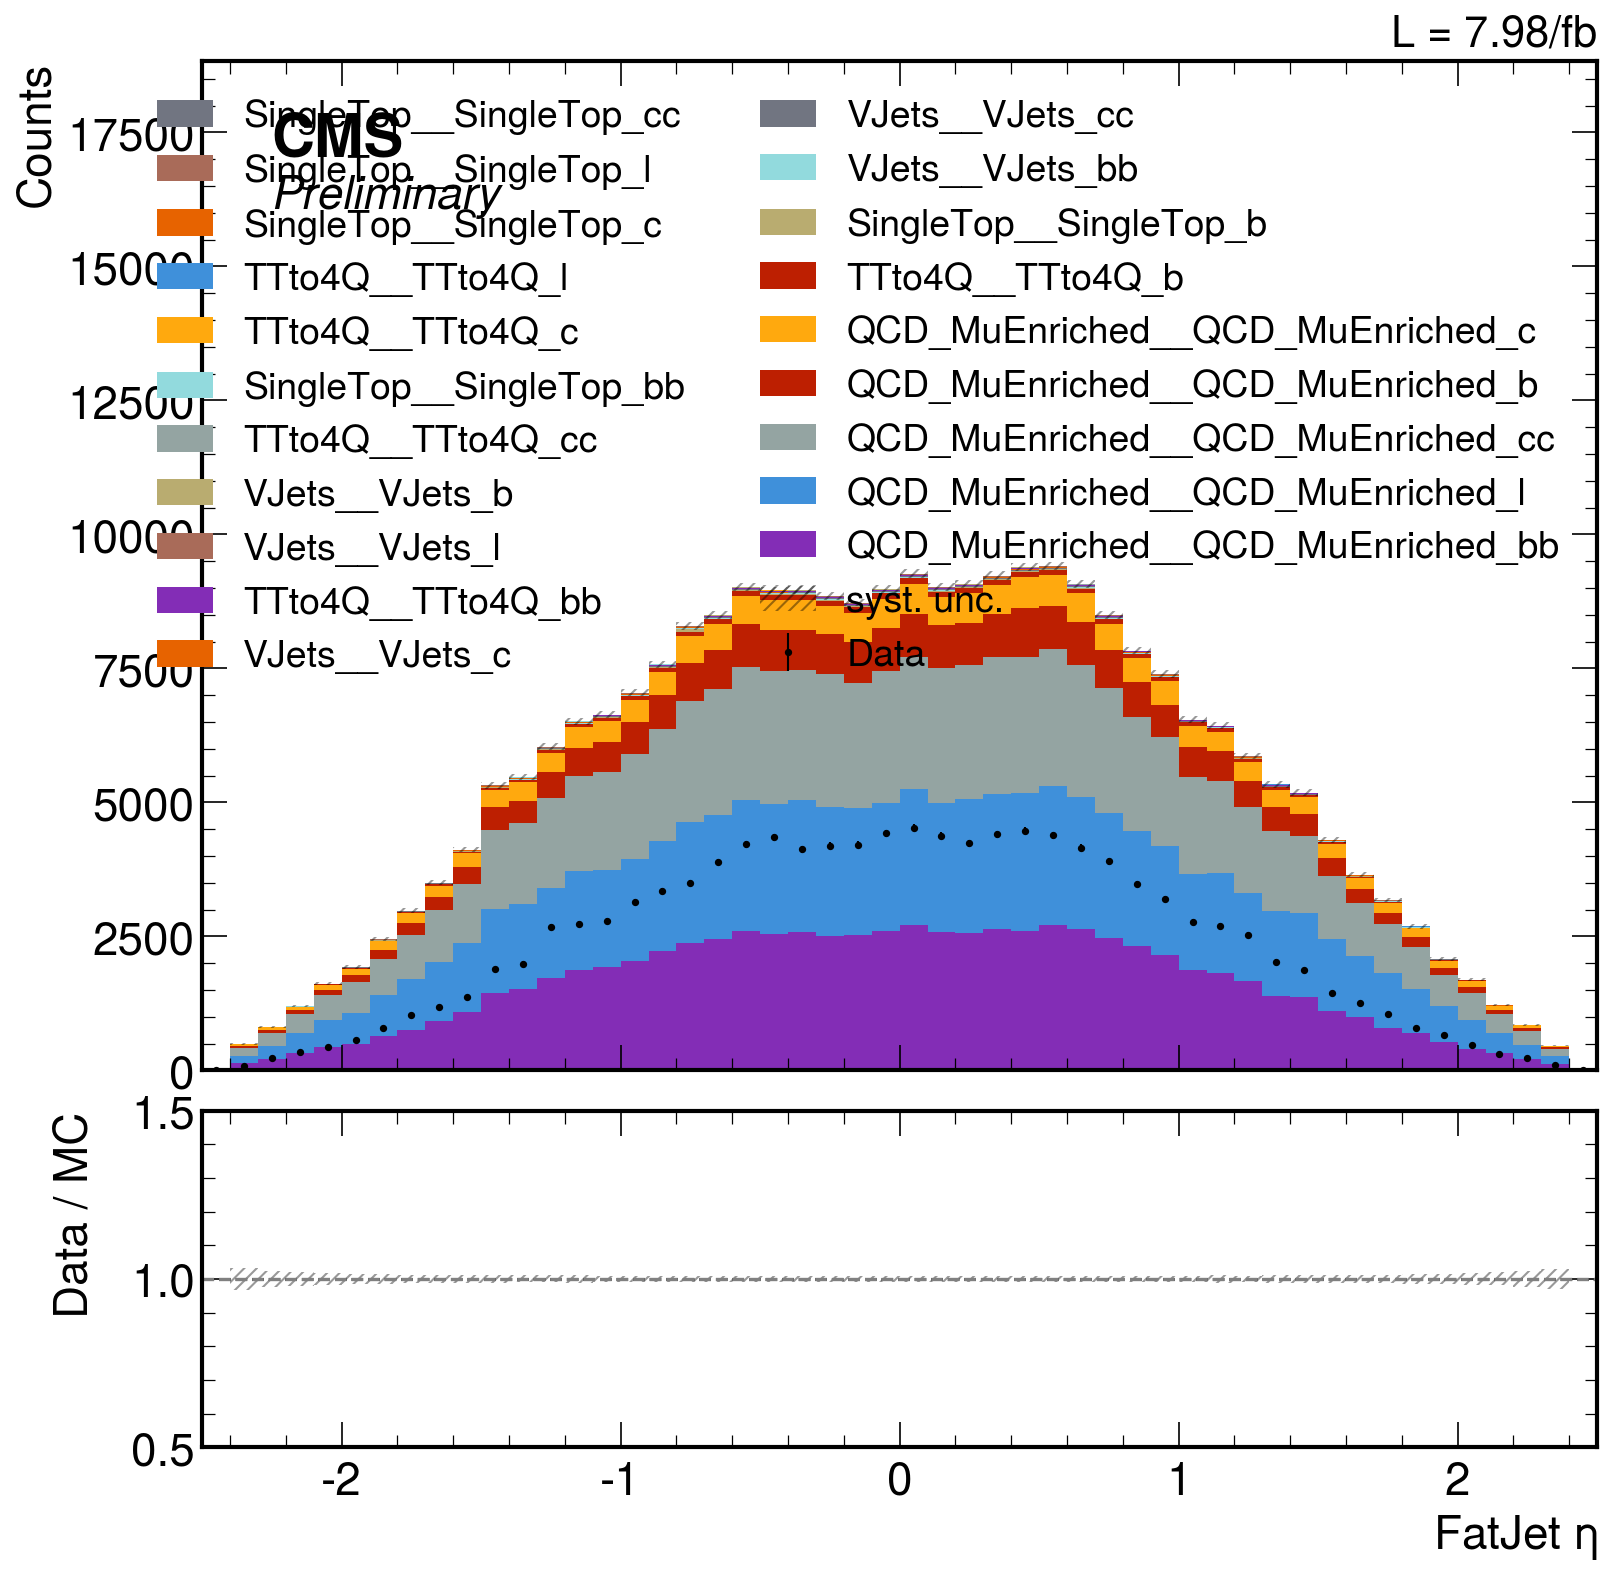 L = 7.98/fb
Counts
CMS
Preliminary
SingleTop__SingleTop_cc
SingleTop__SingleTop_l
SingleTop__SingleTop_c
TTto4Q__TTto4Q_l
TTto4Q__TTto4Q_c
SingleTop__SingleTop_bb
TTto4Q__TTto4Q_cc
VJets__VJets_b
VJets__VJets_l
TTto4Q__TTto4Q_bb
VJets__VJets_c
VJets__VJets_cc
VJets__VJets_bb
SingleTop__SingleTop_b
TTto4Q__TTto4Q_b
QCD_MuEnriched__QCD_MuEnriched_c
QCD_MuEnriched__QCD_MuEnriched_b
QCD_MuEnriched__QCD_MuEnriched_cc
QCD_MuEnriched__QCD_MuEnriched_l
QCD_MuEnriched__QCD_MuEnriched_bb
syst. unc.
Data
17500
15000
12500
10000
7500
5000
2500
0
Data / MC
1.5
1.0
0.5
-2 -1 0 1 2
FatJet η